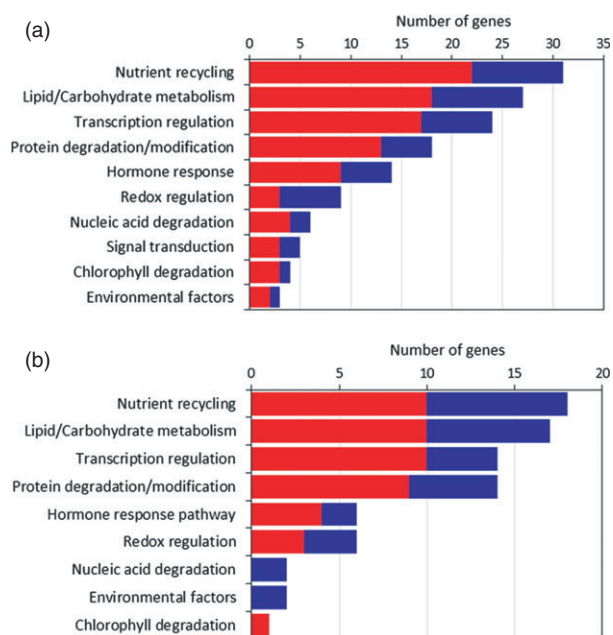 (a)
Number of genes
0 5 10 15 20 25 30 35
Nutrient recycling
Lipid/Carbohydrate metabolism
Transcription regulation
Protein degradation/modification
Hormone response
Redox regulation
Nucleic acid degradation
Signal transduction
Chlorophyll degradation
Environmental factors
(b)
Number of genes
0 5 10 15 20
Nutrient recycling
Lipid/Carbohydrate metabolism
Transcription regulation
Protein degradation/modification
Hormone response pathway
Redox regulation
Nucleic acid degradation
Environmental factors
Chlorophyll degradation